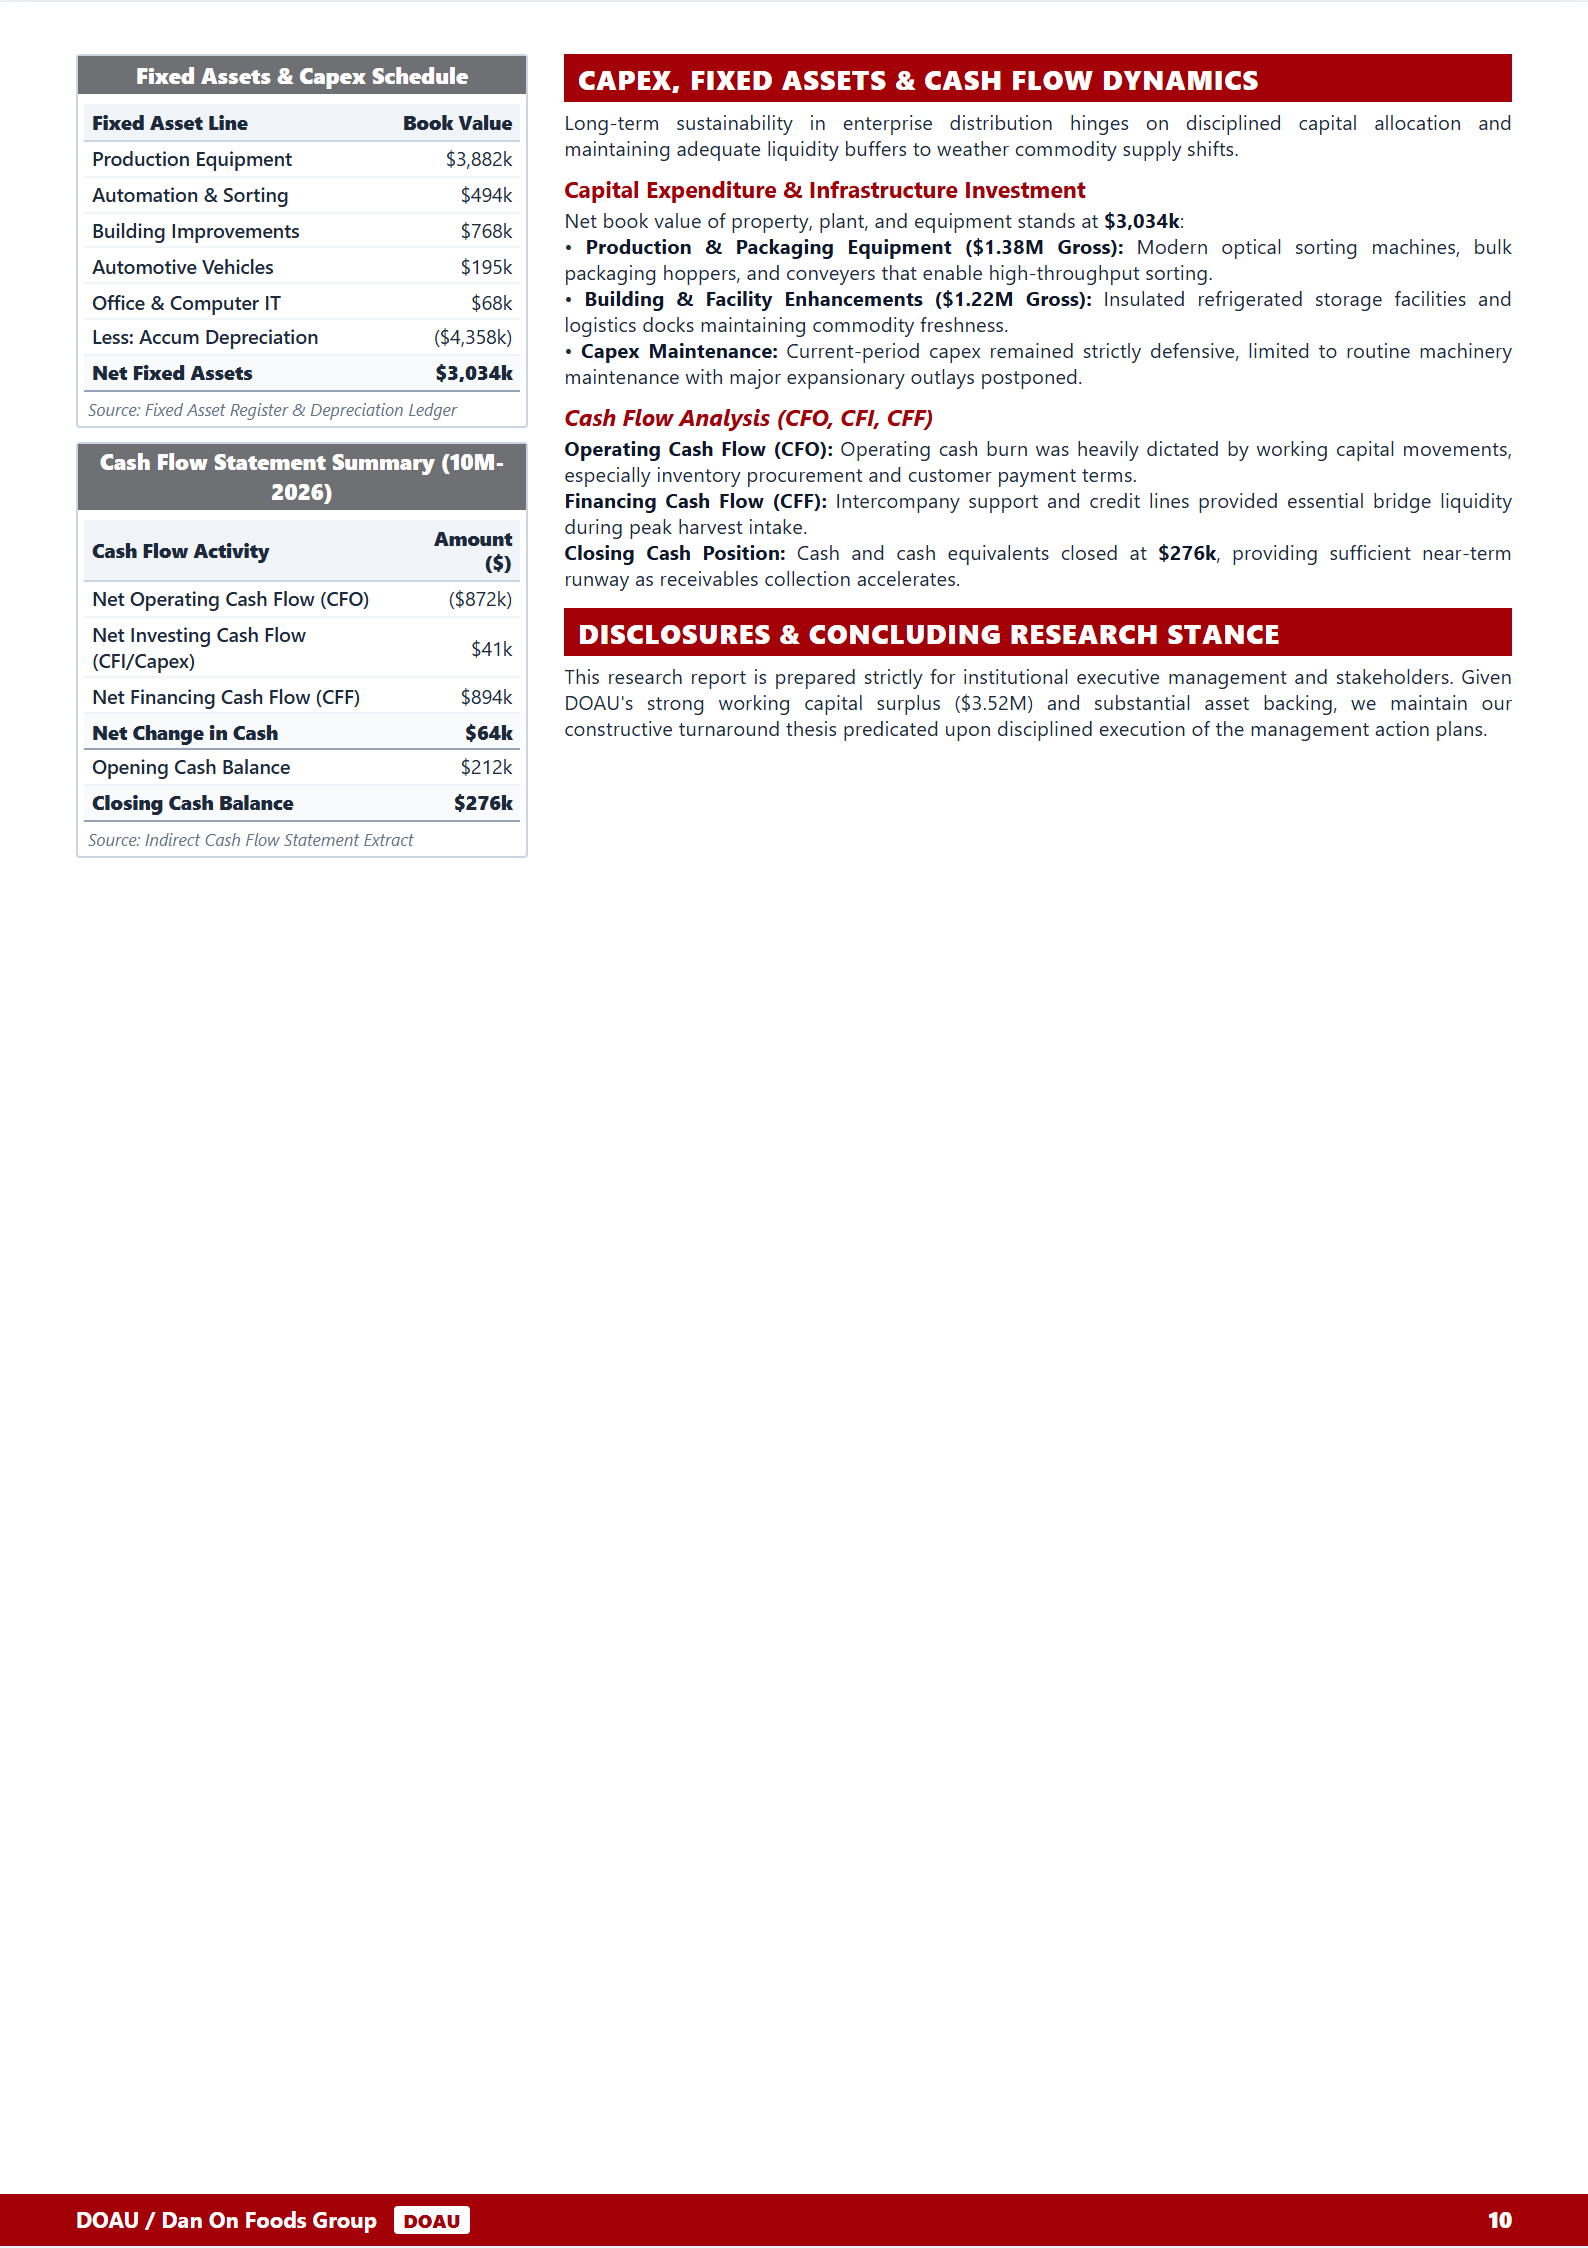 Fixed Assets & Capex Schedule
Fixed Asset Line Book Value
Production Equipment $3,882k
Automation & Sorting $494k
Building Improvements $768k
Automotive Vehicles $195k
Office & Computer IT $68k
Less: Accum Depreciation ($4,358k)
Net Fixed Assets $3,034k
Source: Fixed Asset Register & Depreciation Ledger
Cash Flow Statement Summary (10M-
2026)
Cash Flow Activity Amount
($)
Net Operating Cash Flow (CFO) ($872k)
Net Investing Cash Flow
(CFI/Capex) $41k
Net Financing Cash Flow (CFF) $894k
Net Change in Cash $64k
Opening Cash Balance $212k
Closing Cash Balance $276k
Source: Indirect Cash Flow Statement Extract
CAPEX, FIXED ASSETS & CASH FLOW DYNAMICS
Long-term sustainability in enterprise distribution hinges on disciplined capital allocation and
maintaining adequate liquidity buffers to weather commodity supply shifts.
Capital Expenditure & Infrastructure Investment
Net book value of property, plant, and equipment stands at $3,034k:
• Production & Packaging Equipment ($1.38M Gross): Modern optical sorting machines, bulk
packaging hoppers, and conveyers that enable high-throughput sorting.
• Building & Facility Enhancements ($1.22M Gross): Insulated refrigerated storage facilities and
logistics docks maintaining commodity freshness.
• Capex Maintenance: Current-period capex remained strictly defensive, limited to routine machinery
maintenance with major expansionary outlays postponed.
Cash Flow Analysis (CFO, CFI, CFF)
Operating Cash Flow (CFO): Operating cash burn was heavily dictated by working capital movements,
especially inventory procurement and customer payment terms.
Financing Cash Flow (CFF): Intercompany support and credit lines provided essential bridge liquidity
during peak harvest intake.
Closing Cash Position: Cash and cash equivalents closed at $276k, providing sufficient near-term
runway as receivables collection accelerates.
DISCLOSURES & CONCLUDING RESEARCH STANCE
This research report is prepared strictly for institutional executive management and stakeholders. Given
DOAU's strong working capital surplus ($3.52M) and substantial asset backing, we maintain our
constructive turnaround thesis predicated upon disciplined execution of the management action plans.
DOAU / Dan On Foods Group DOAU 10